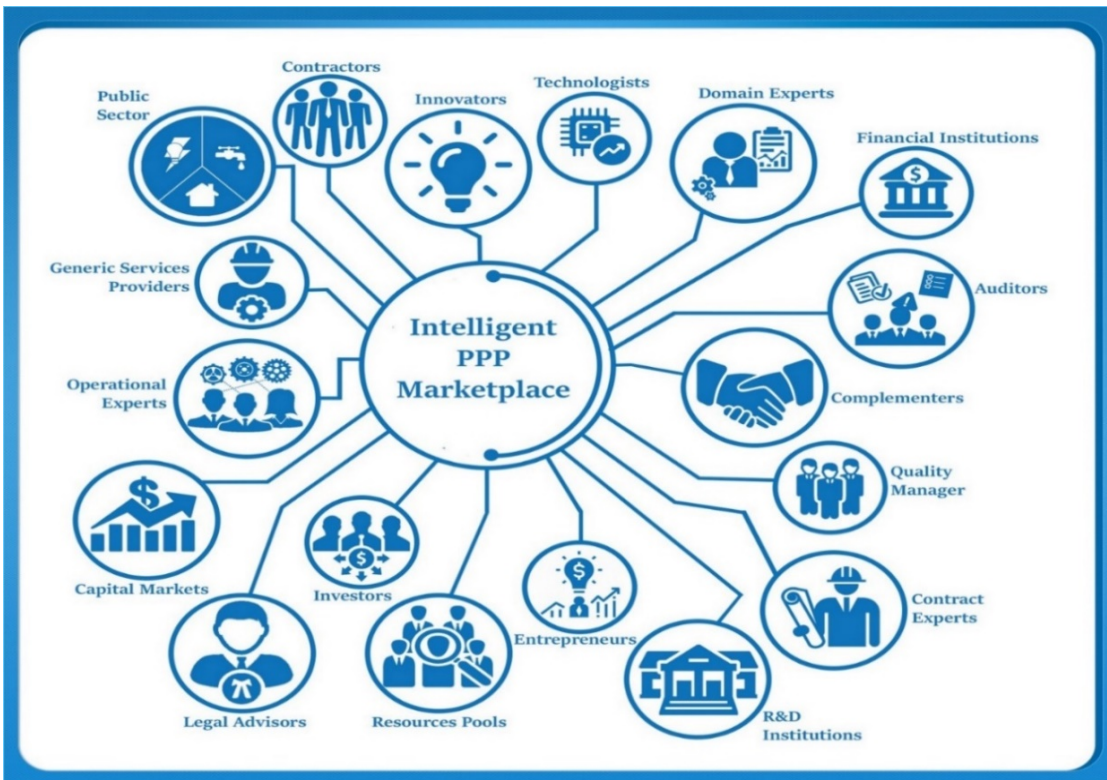 Contractors
Technologists
Public
Sector
Innovators
Domain Experts
Financial Institutions
Generic Services
Providers
Auditors
Intelligent
PPP
Marketplace
Operational
Experts
Complementers
Quality
Manager
Capital Markets
Investors
Entrepreneurs
Contract
Experts
Legal Advisors
Resources Pools
R&D
Institutions